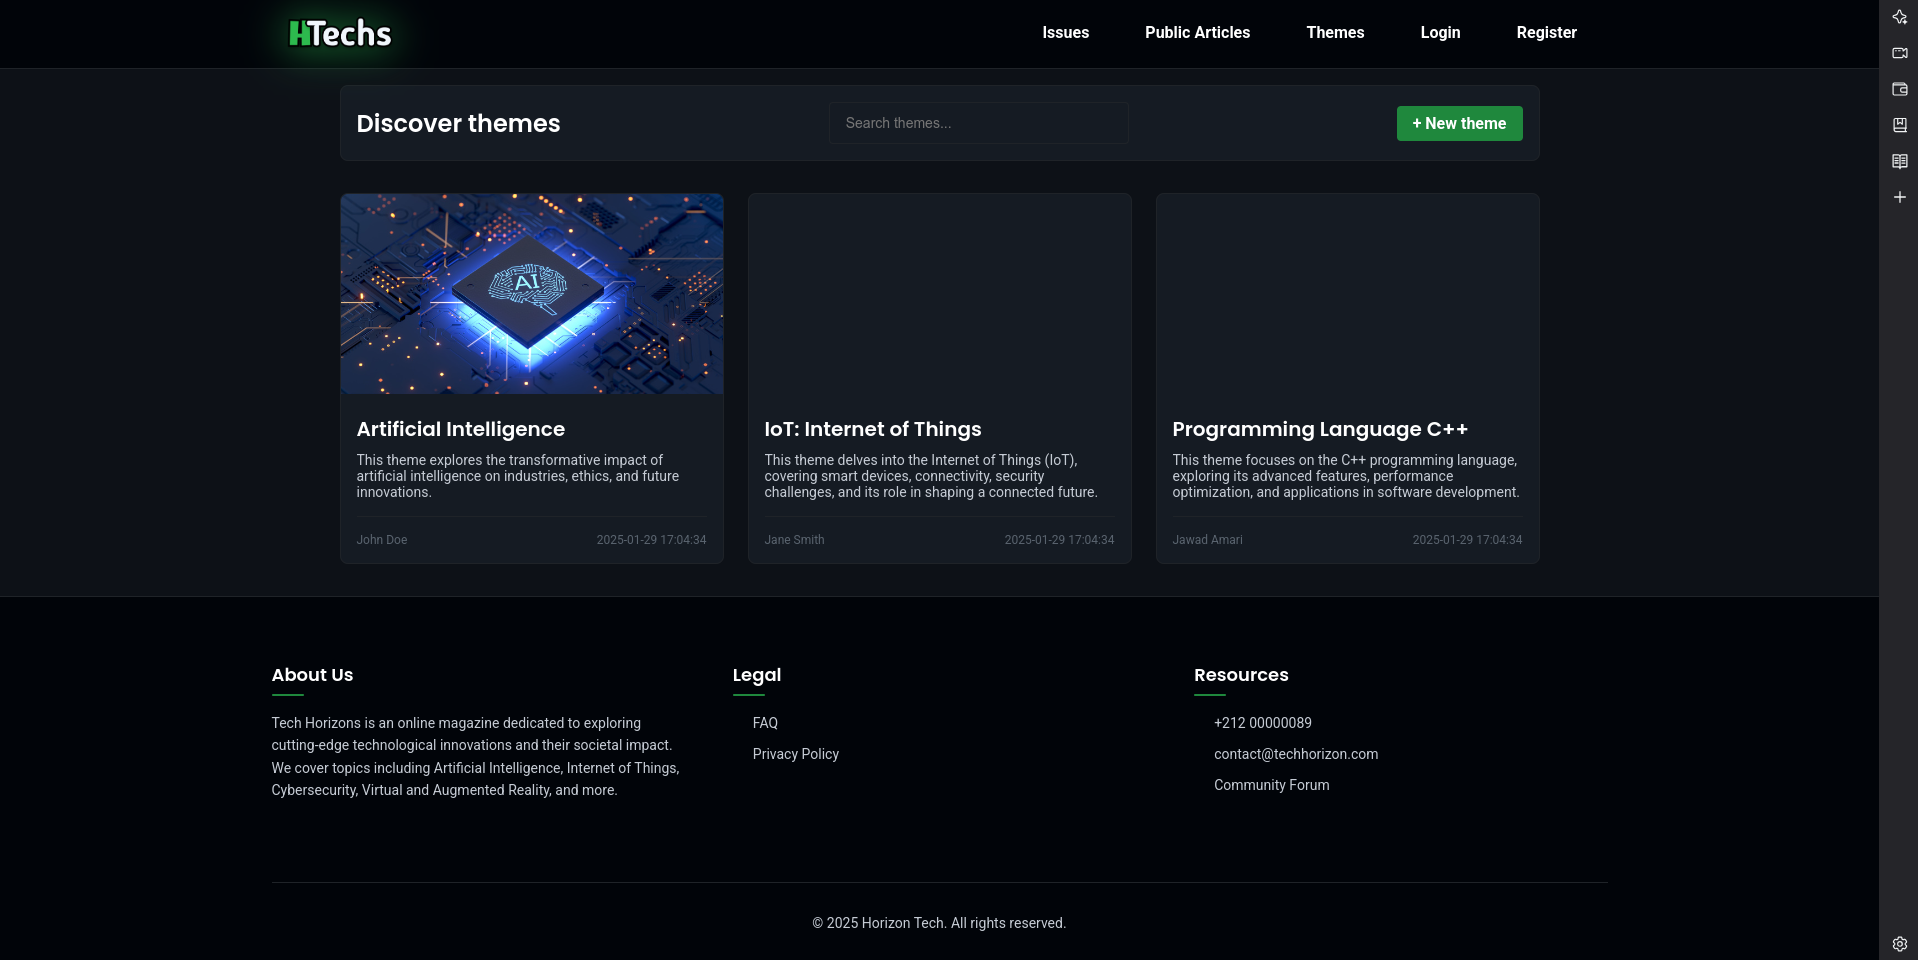 HTechs
Issues
Public Articles
Themes
Login
Register
Discover themes
Search themes...
+ New theme
AI
Artificial Intelligence
This theme explores the transformative impact of
artificial intelligence on industries, ethics, and future
innovations.
John Doe
2025-01-29 17:04:34
IoT: Internet of Things
This theme delves into the Internet of Things (IoT),
covering smart devices, connectivity, security
challenges, and its role in shaping a connected future.
Jane Smith
2025-01-29 17:04:34
Programming Language C++
This theme focuses on the C++ programming language,
exploring its advanced features, performance
optimization, and applications in software development.
Jawad Amari
2025-01-29 17:04:34
About Us
Tech Horizons is an online magazine dedicated to exploring
cutting-edge technological innovations and their societal impact.
We cover topics including Artificial Intelligence, Internet of Things,
Cybersecurity, Virtual and Augmented Reality, and more.
Legal
FAQ
Privacy Policy
Resources
+212 00000089
contact@techhorizon.com
Community Forum
© 2025 Horizon Tech. All rights reserved.